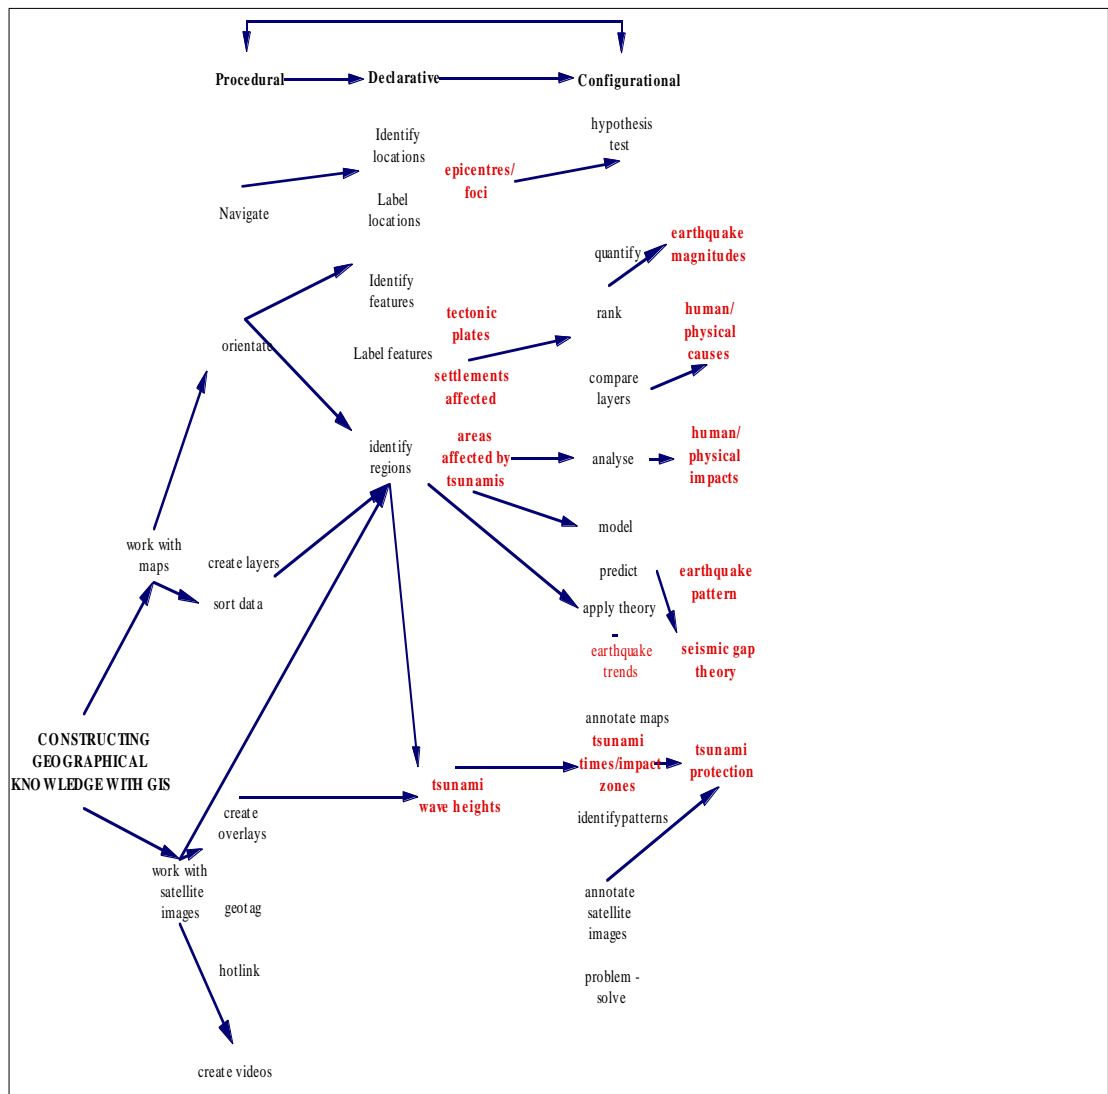 Procedural
Declarative
Configurational
Identify
locations
hypothesis
test
epicentres/
foci
Navigate
Label
locations
earthquake
magnitudes
quantify
Identify
features
rank
human/
physical
causes
tectonic
plates
orientate
Label features
settlements
affected
compare
layers
identify
regions
areas
affected by
tsunamis
analyse
human/
physical
impacts
model
work with
maps
create layers
sort data
predict
earthquake
pattern
apply theory
earthquake
trends
seismic gap
theory
CONSTRUCTING
GEOGRAPHICAL
KNOWLEDGE WITH GIS
annotate maps
tsunami
times/impact
zones
tsunami
protection
tsunami
wave heights
create
overlays
identifypatterns
work with
satellite
images
geotag
annotate
satellite
images
hotlink
problem -
solve
create videos